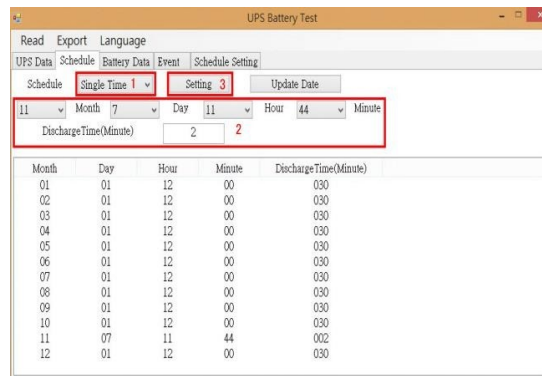 UPS Battery Test
Read Export Language
UPS Data Schedule Battery Data Event Schedule Setting
Schedule Single Time 1 Setting 3 Update Date
11 Month 7 Day 11 Hour 44 Minute
DischargeTime(Minute) 2 2
Month Day Hour Minute DischargeTime(Minute)
01 01 12 00 030
02 01 12 00 030
03 01 12 00 030
04 01 12 00 030
05 01 12 00 030
06 01 12 00 030
07 01 12 00 030
08 01 12 00 030
09 01 12 00 030
10 01 12 00 030
11 07 11 44 002
12 01 12 00 030